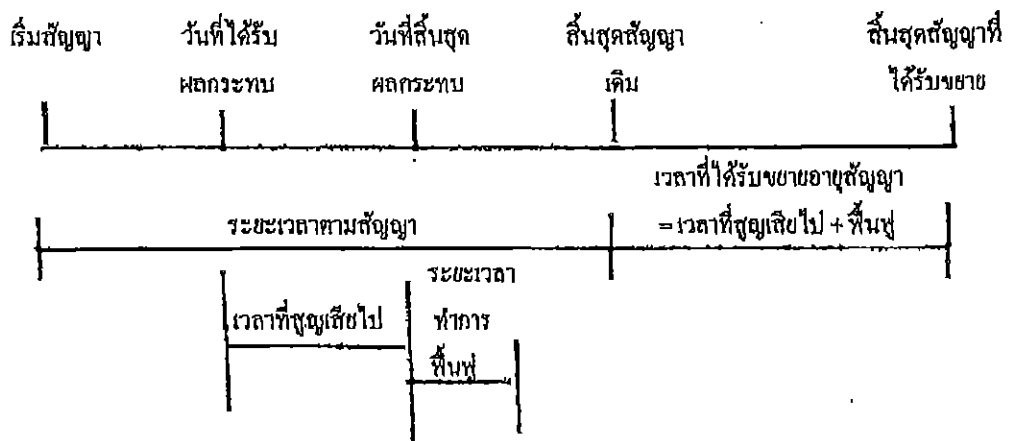 เริ่มสัญญา วันที่ได้รับ วันที่สิ้นสุด สิ้นสุดสัญญา สิ้นสุดสัญญาที่
ผลกระทบ ผลกระทบ เดิม ได้รับขยาย
เวลาที่ได้รับขยายอายุสัญญา
ระยะเวลาตามสัญญา =เวลาที่สูญเสียไป + ฟื้นฟู
ระยะเวลา
เวลาที่สูญเสียไป ทำการ
ฟื้นฟู